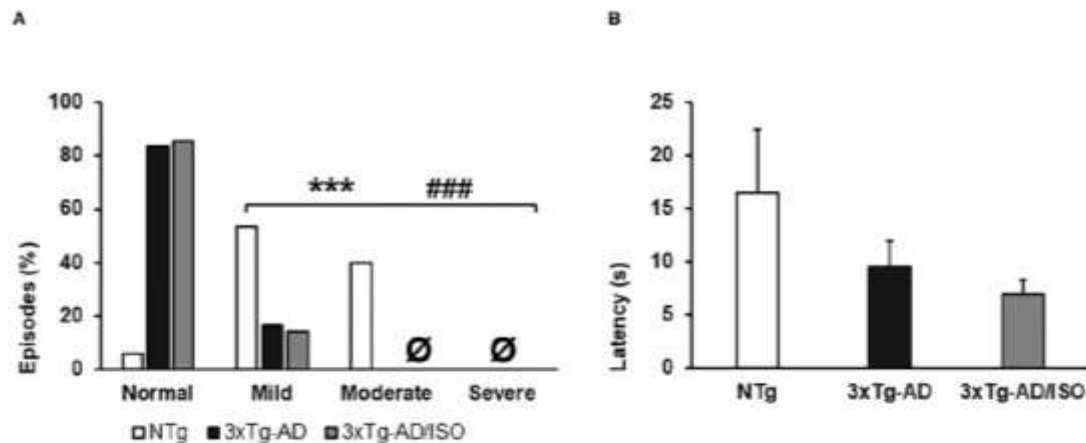 A
B
100
80
60
40
20
0
Episodes (%)
***
###
Ø
Ø
Normal Mild Moderate Severe
NTg 3xTg-AD 3xTg-AD/ISO
25
20
15
10
5
0
Latency (s)
NTg 3xTg-AD 3xTg-AD/ISO